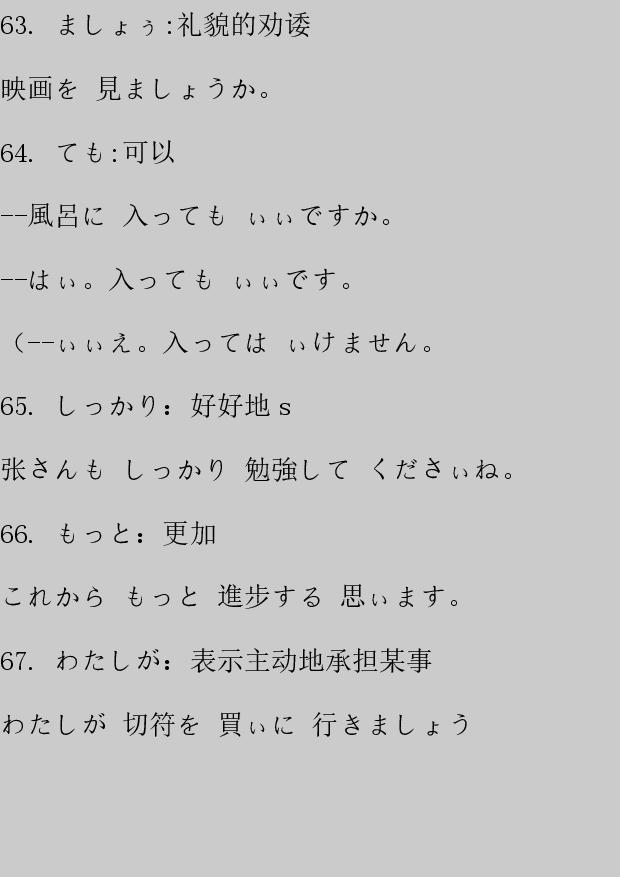 63. ましょぅ:礼貌的劝诿
映画を 見ましょうか。
64. ても:可以
--風呂に 入っても ぃぃですか。
--はぃ。入っても ぃぃです。
（--ぃぃえ。入っては ぃけません。
65. しっかり：好好地 s
张さんも しっかり 勉強して くださぃね。
66. もっと：更加
これから もっと 進歩する 思ぃます。
67. わたしが：表示主动地承担某事
わたしが 切符を 買ぃに 行きましょう